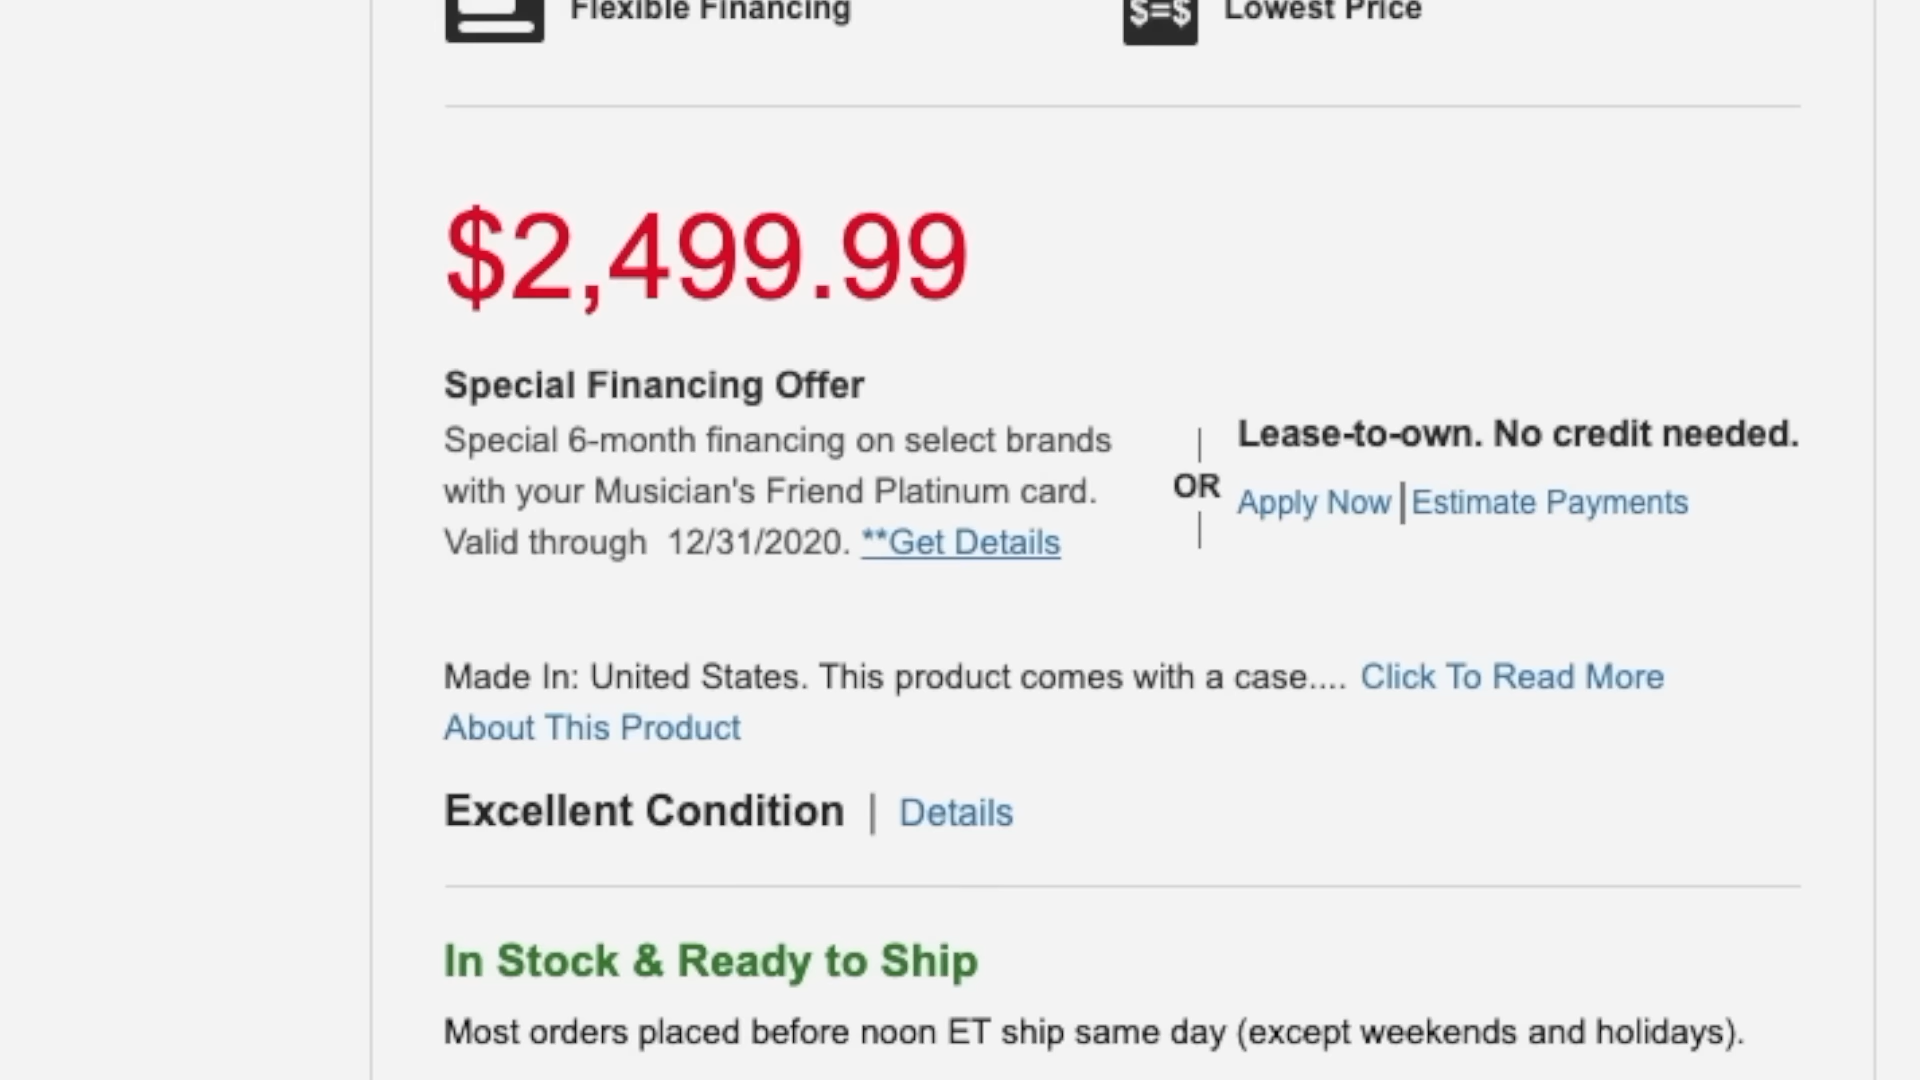 Flexible Financing
$=$ Lowest Price
$2,499.99
Special Financing Offer
Special 6-month financing on select brands
with your Musician's Friend Platinum card.
Valid through 12/31/2020. **Get Details
OR
Lease-to-own. No credit needed.
Apply Now | Estimate Payments
Made In: United States. This product comes with a case.... Click To Read More
About This Product
Excellent Condition | Details
In Stock & Ready to Ship
Most orders placed before noon ET ship same day (except weekends and holidays).